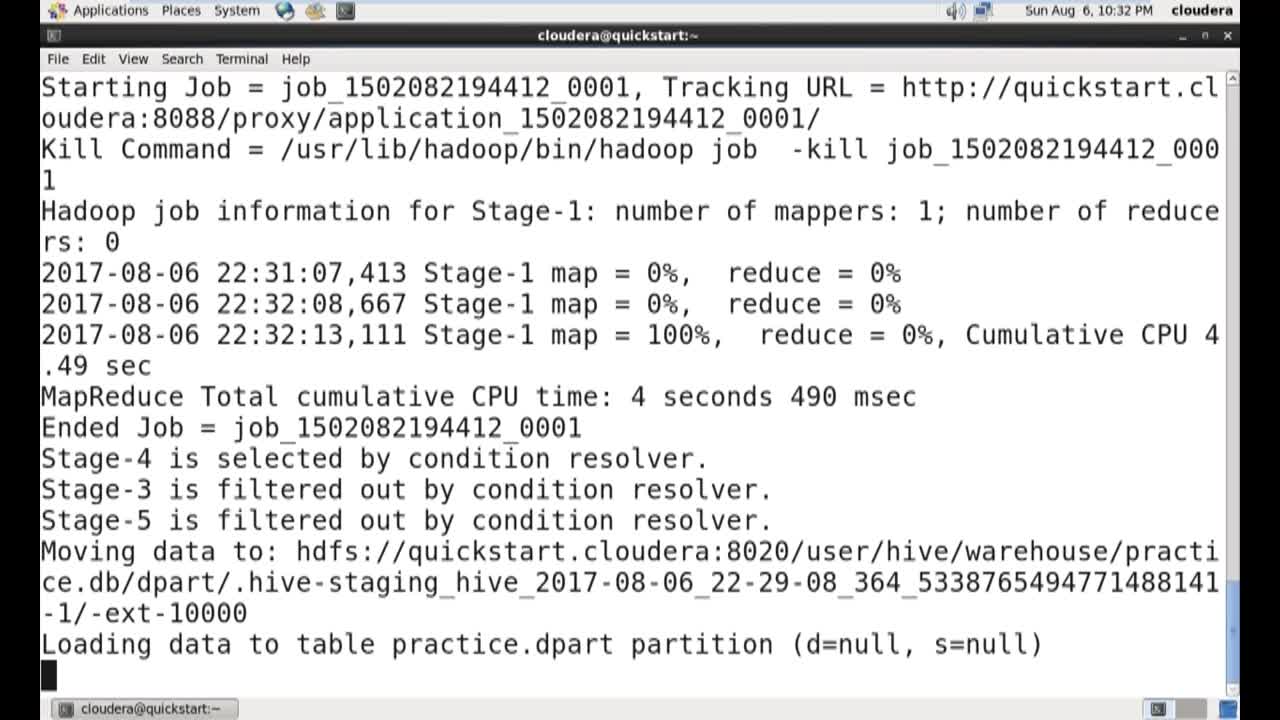 Applications Places System Sun Aug 6, 10:32 PM cloudera
cloudera@quickstart:~
File Edit View Search Terminal Help
Starting Job = job_1502082194412_0001, Tracking URL = http://quickstart.cl
oudera:8088/proxy/application_1502082194412_0001/
Kill Command = /usr/lib/hadoop/bin/hadoop job  -kill job_1502082194412_000
1
Hadoop job information for Stage-1: number of mappers: 1; number of reduce
rs: 0
2017-08-06 22:31:07,413 Stage-1 map = 0%,  reduce = 0%
2017-08-06 22:32:08,667 Stage-1 map = 0%,  reduce = 0%
2017-08-06 22:32:13,111 Stage-1 map = 100%,  reduce = 0%, Cumulative CPU 4
.49 sec
MapReduce Total cumulative CPU time: 4 seconds 490 msec
Ended Job = job_1502082194412_0001
Stage-4 is selected by condition resolver.
Stage-3 is filtered out by condition resolver.
Stage-5 is filtered out by condition resolver.
Moving data to: hdfs://quickstart.cloudera:8020/user/hive/warehouse/practi
ce.db/dpart/.hive-staging_hive_2017-08-06_22-29-08_364_5338765494771488141
-1/-ext-10000
Loading data to table practice.dpart partition (d=null, s=null)
cloudera@quickstart:~